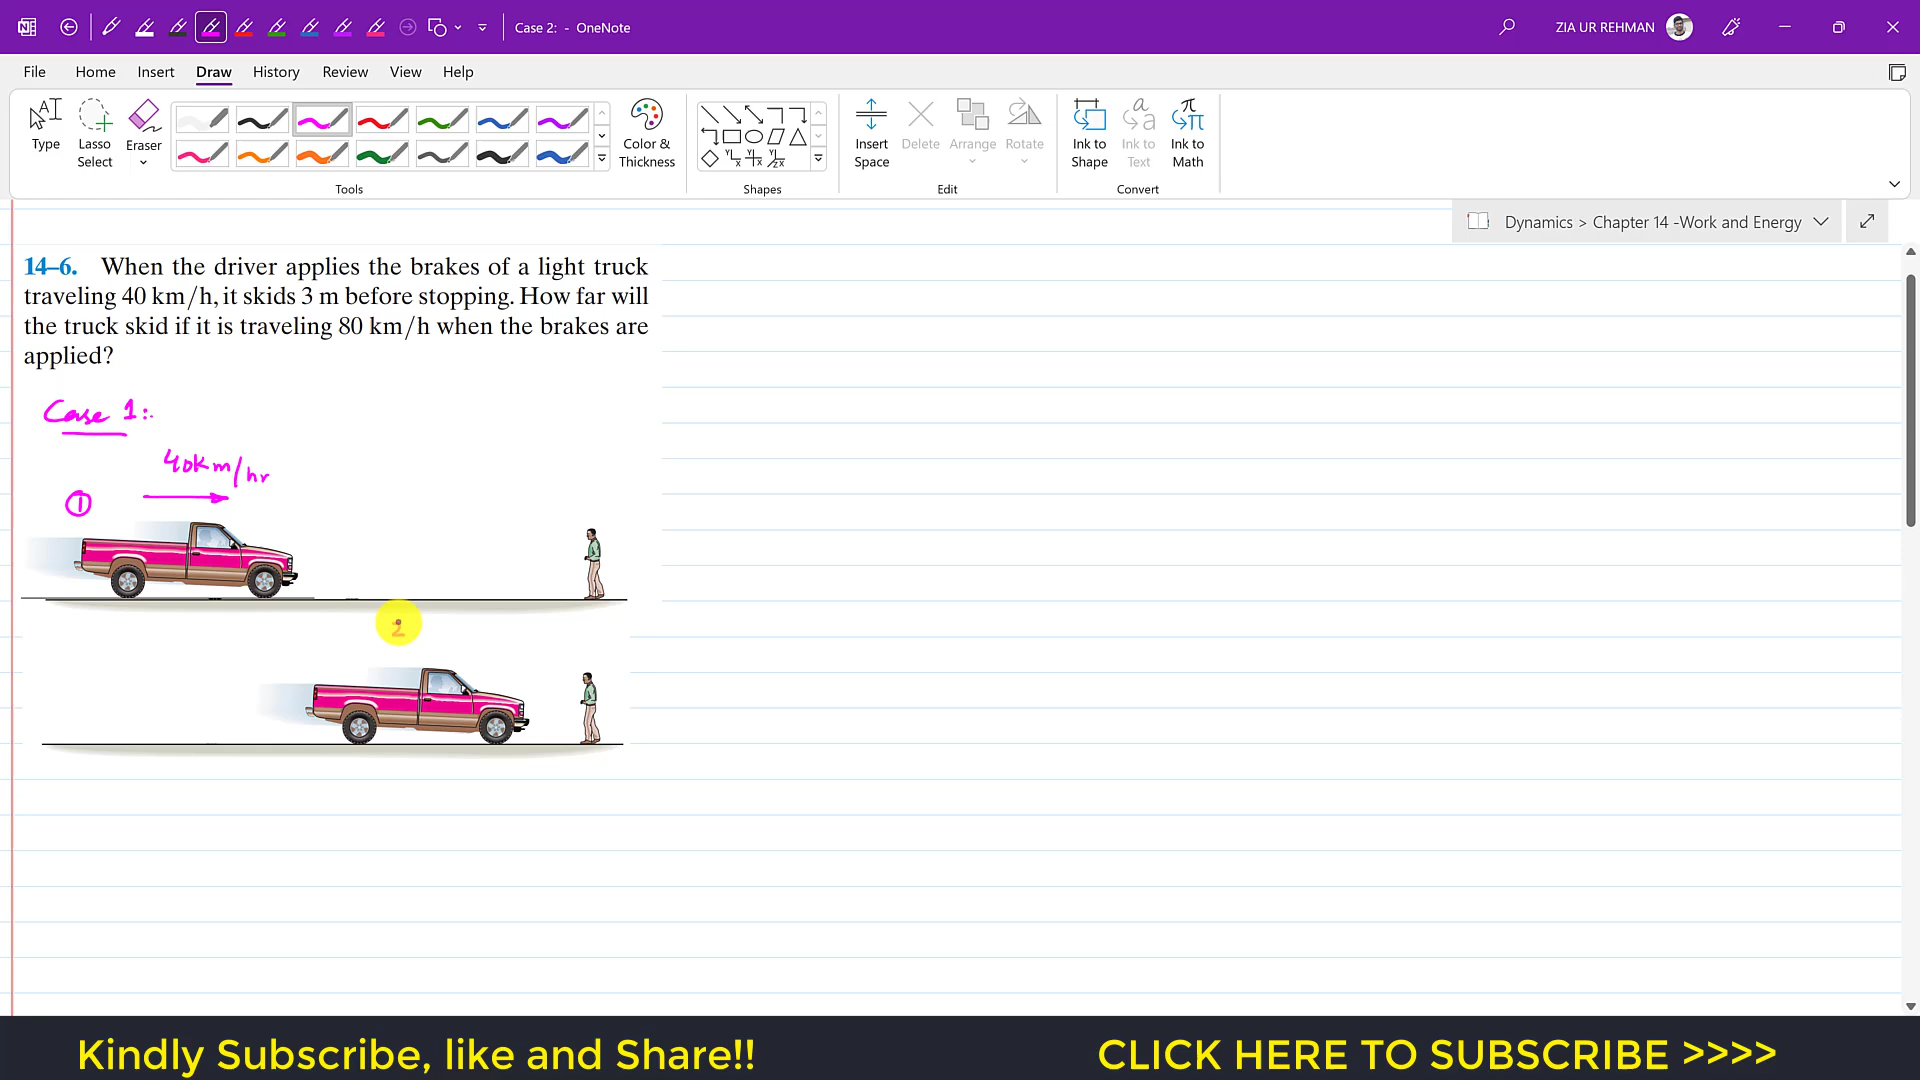 Case 2: - OneNote
ZIA UR REHMAN
File Home Insert Draw History Review View Help
Type
Lasso Select
Eraser
Color & Thickness
Insert Space
Delete
Arrange
Rotate
Ink to Shape
Ink to Text
Ink to Math
Tools
Shapes
Edit
Convert
Dynamics > Chapter 14 -Work and Energy
14–6. When the driver applies the brakes of a light truck
traveling 40 km/h, it skids 3 m before stopping. How far will
the truck skid if it is traveling 80 km/h when the brakes are
applied?
Case 1:.
40km/hr
①
2
Kindly Subscribe, like and Share!!
CLICK HERE TO SUBSCRIBE >>>>